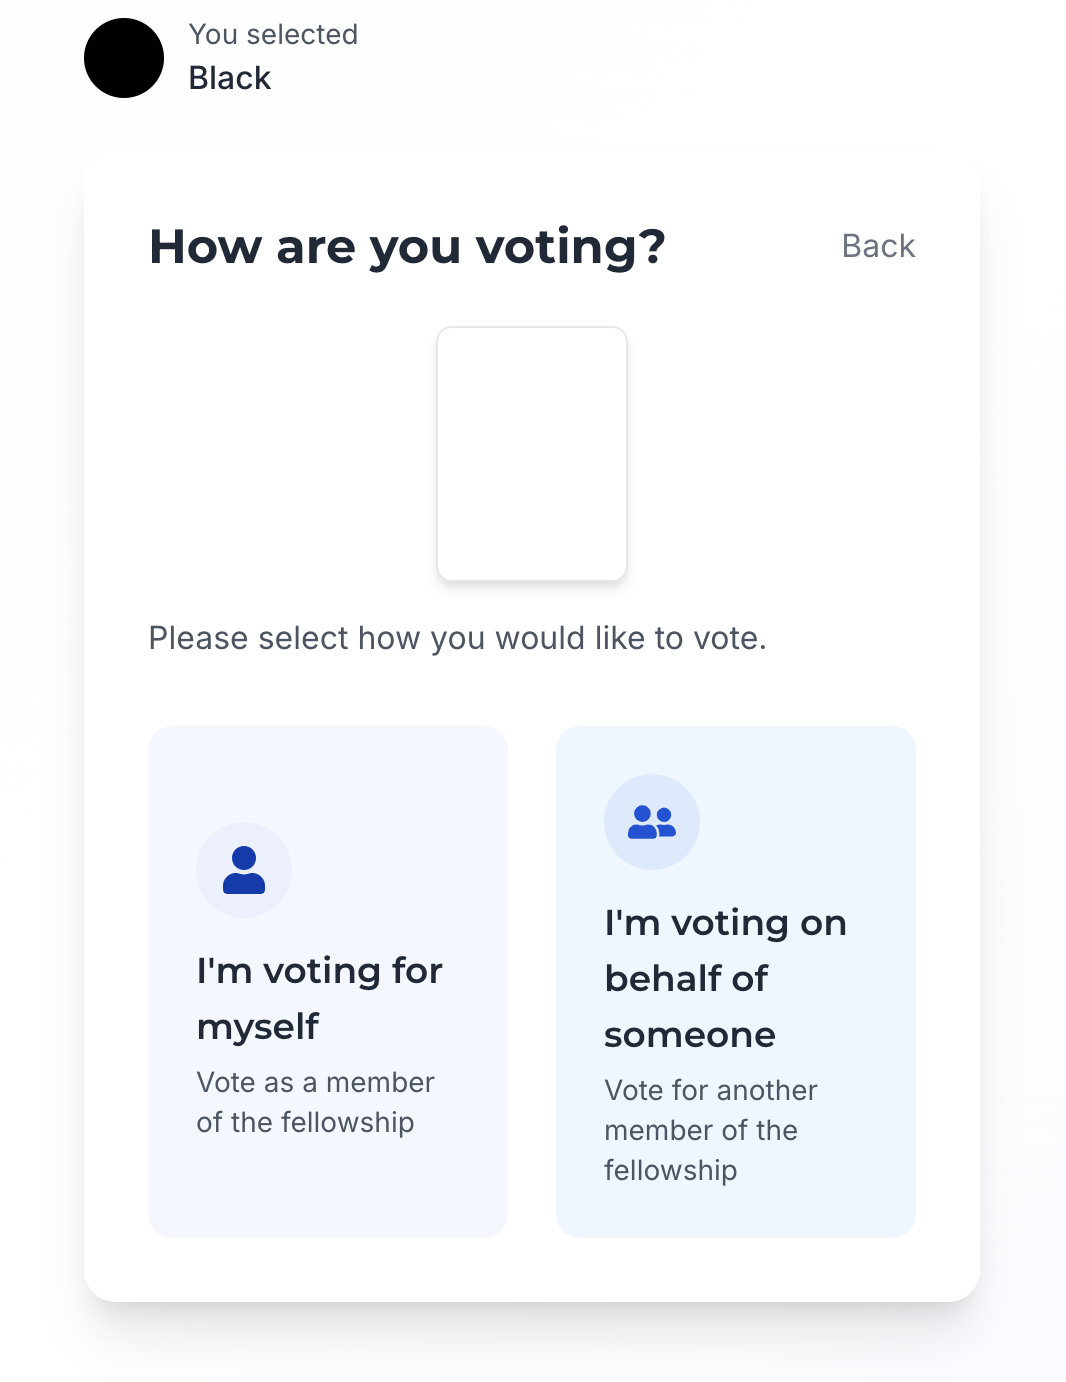 You selected
Black
How are you voting?
Back
Please select how you would like to vote.
I'm voting for
myself
Vote as a member
of the fellowship
I'm voting on
behalf of
someone
Vote for another
member of the
fellowship